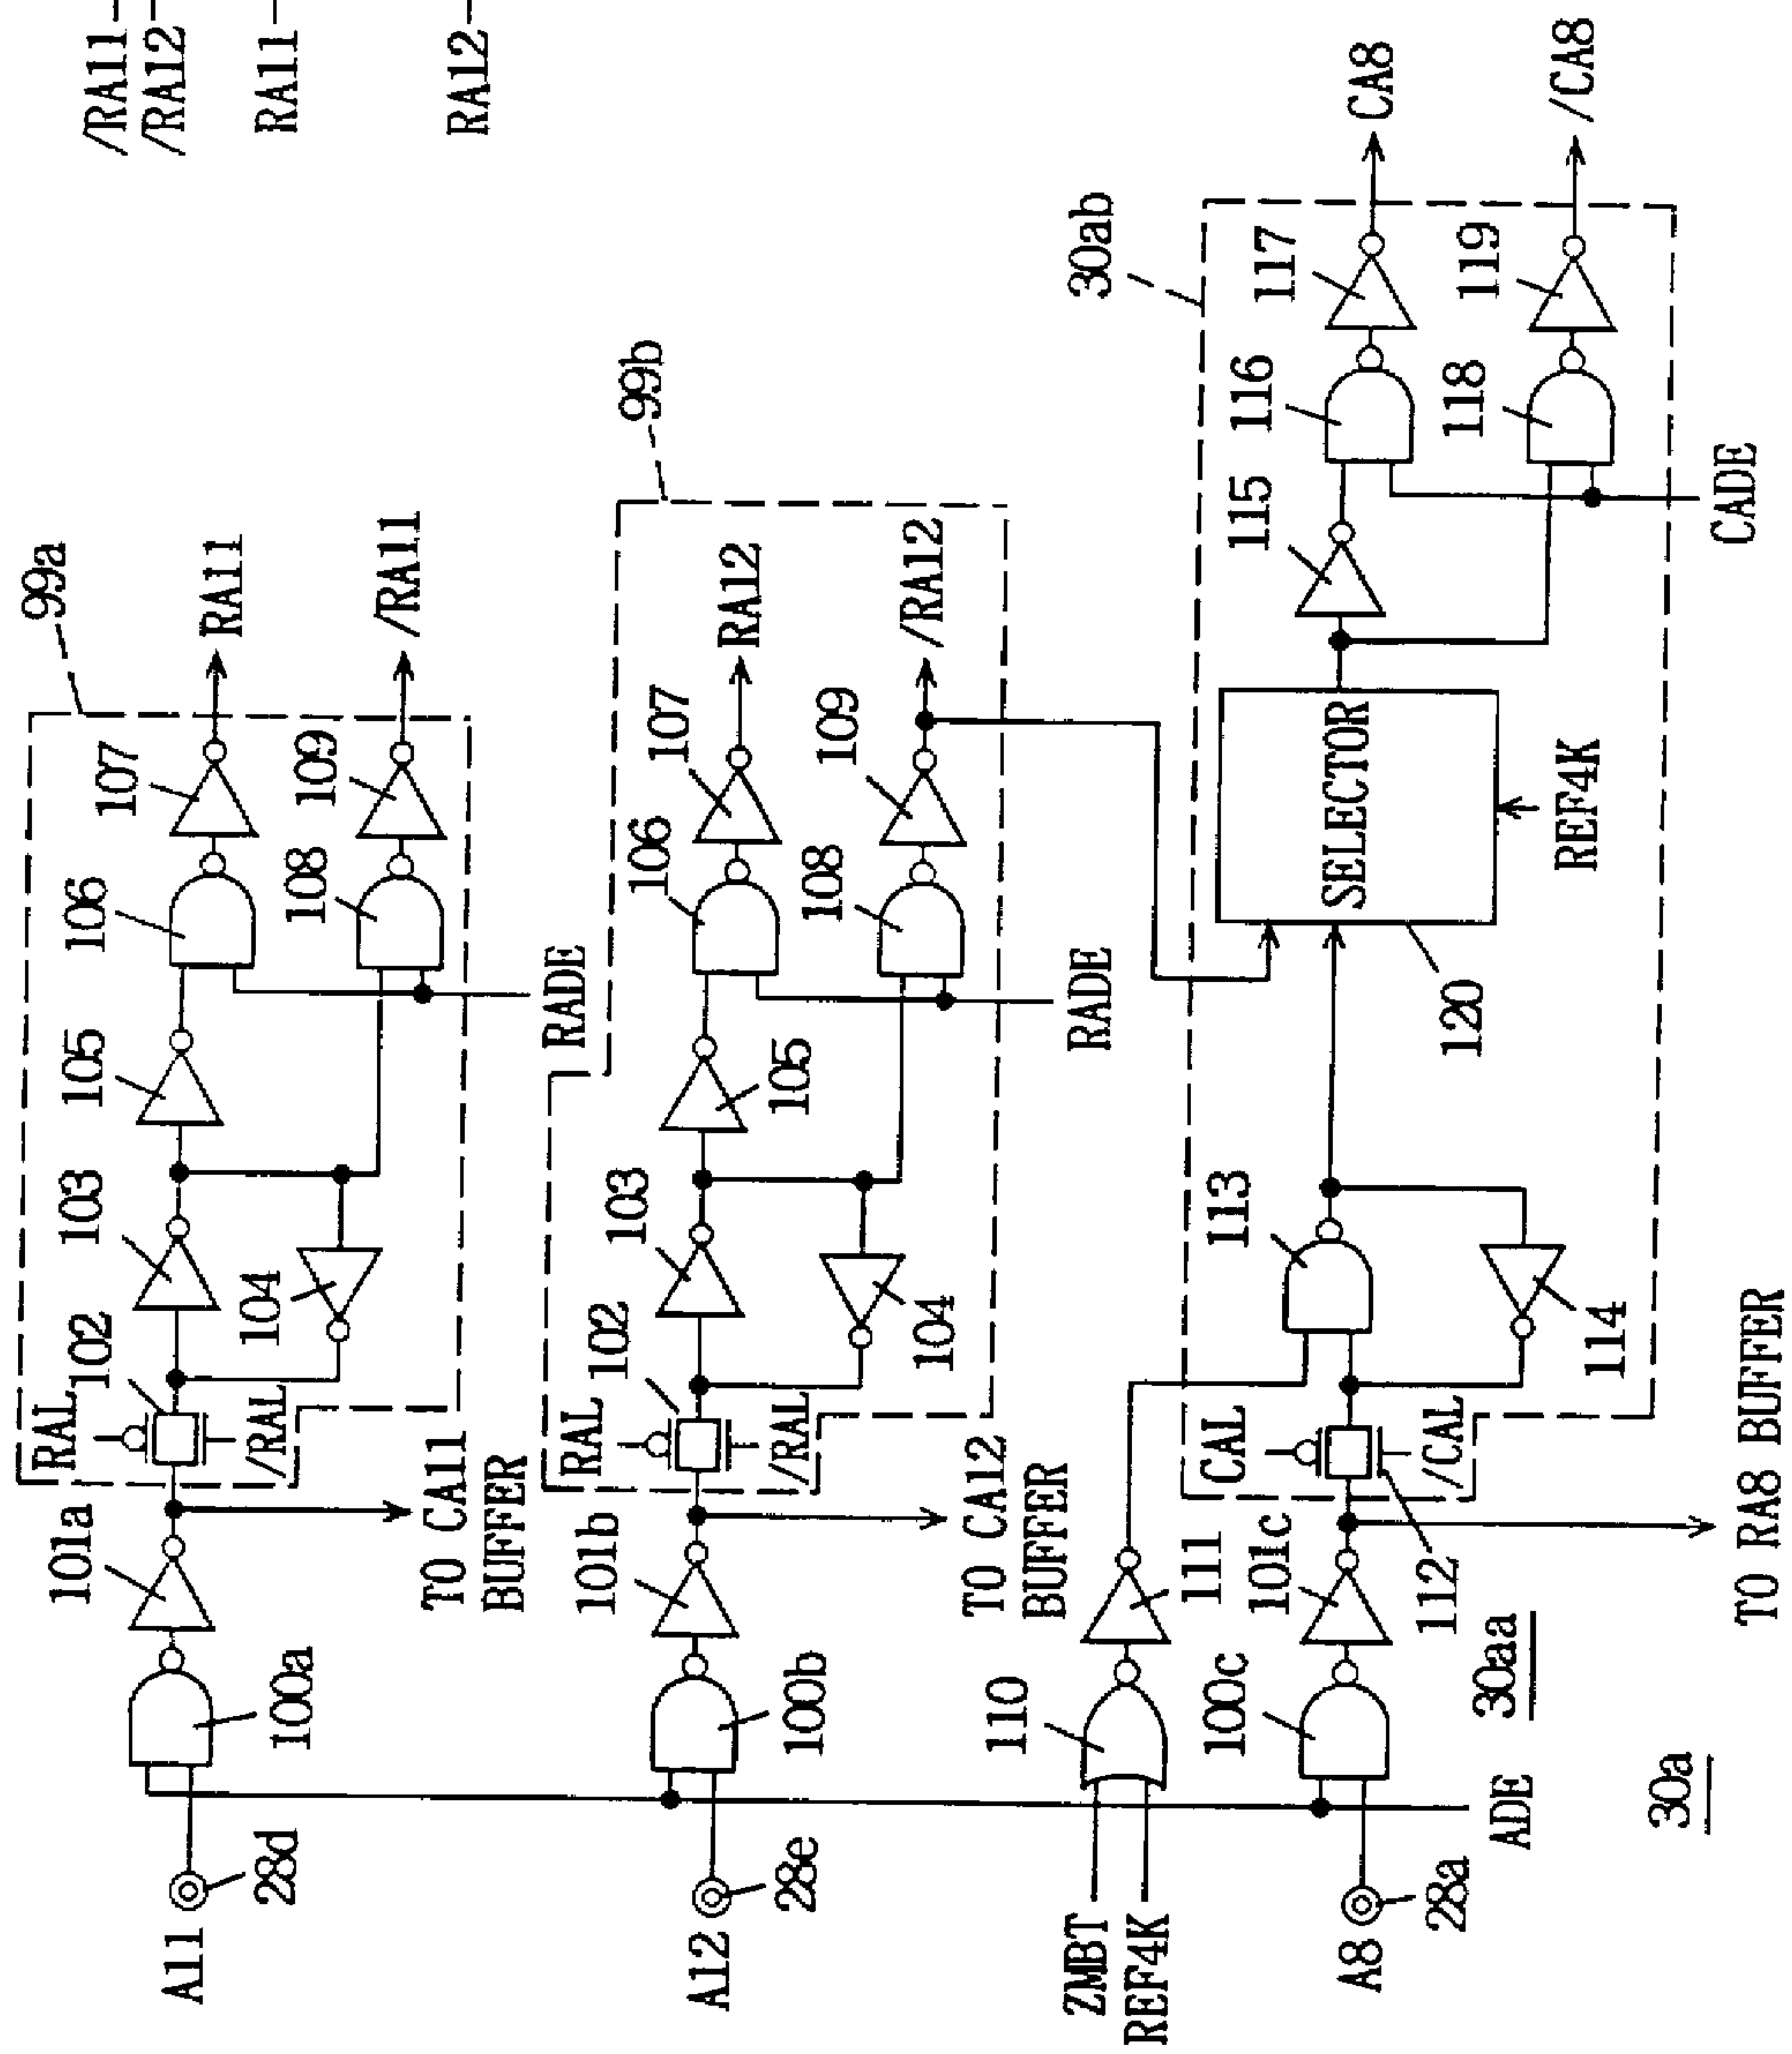 /RA11
/RA12
RA11
RA12
99a
RA11
/RA11
107
109
106
108
105
103
104
102
RAL
/RAL
RADE
101a
TO CA11
BUFFER
100a
A11
28d
99b
RA12
/RA12
107
109
106
108
105
103
104
102
RAL
/RAL
RADE
101b
TO CA12
BUFFER
100b
A12
28e
30ab
CA8
/CA8
117
119
116
118
115
CADE
SELECTOR
REF4K
120
113
114
CAL
/CAL
111
101c
112
TO RA8 BUFFER
110
100c
30aa
ZMBT
REF4K
A8
28a
ADE
30a